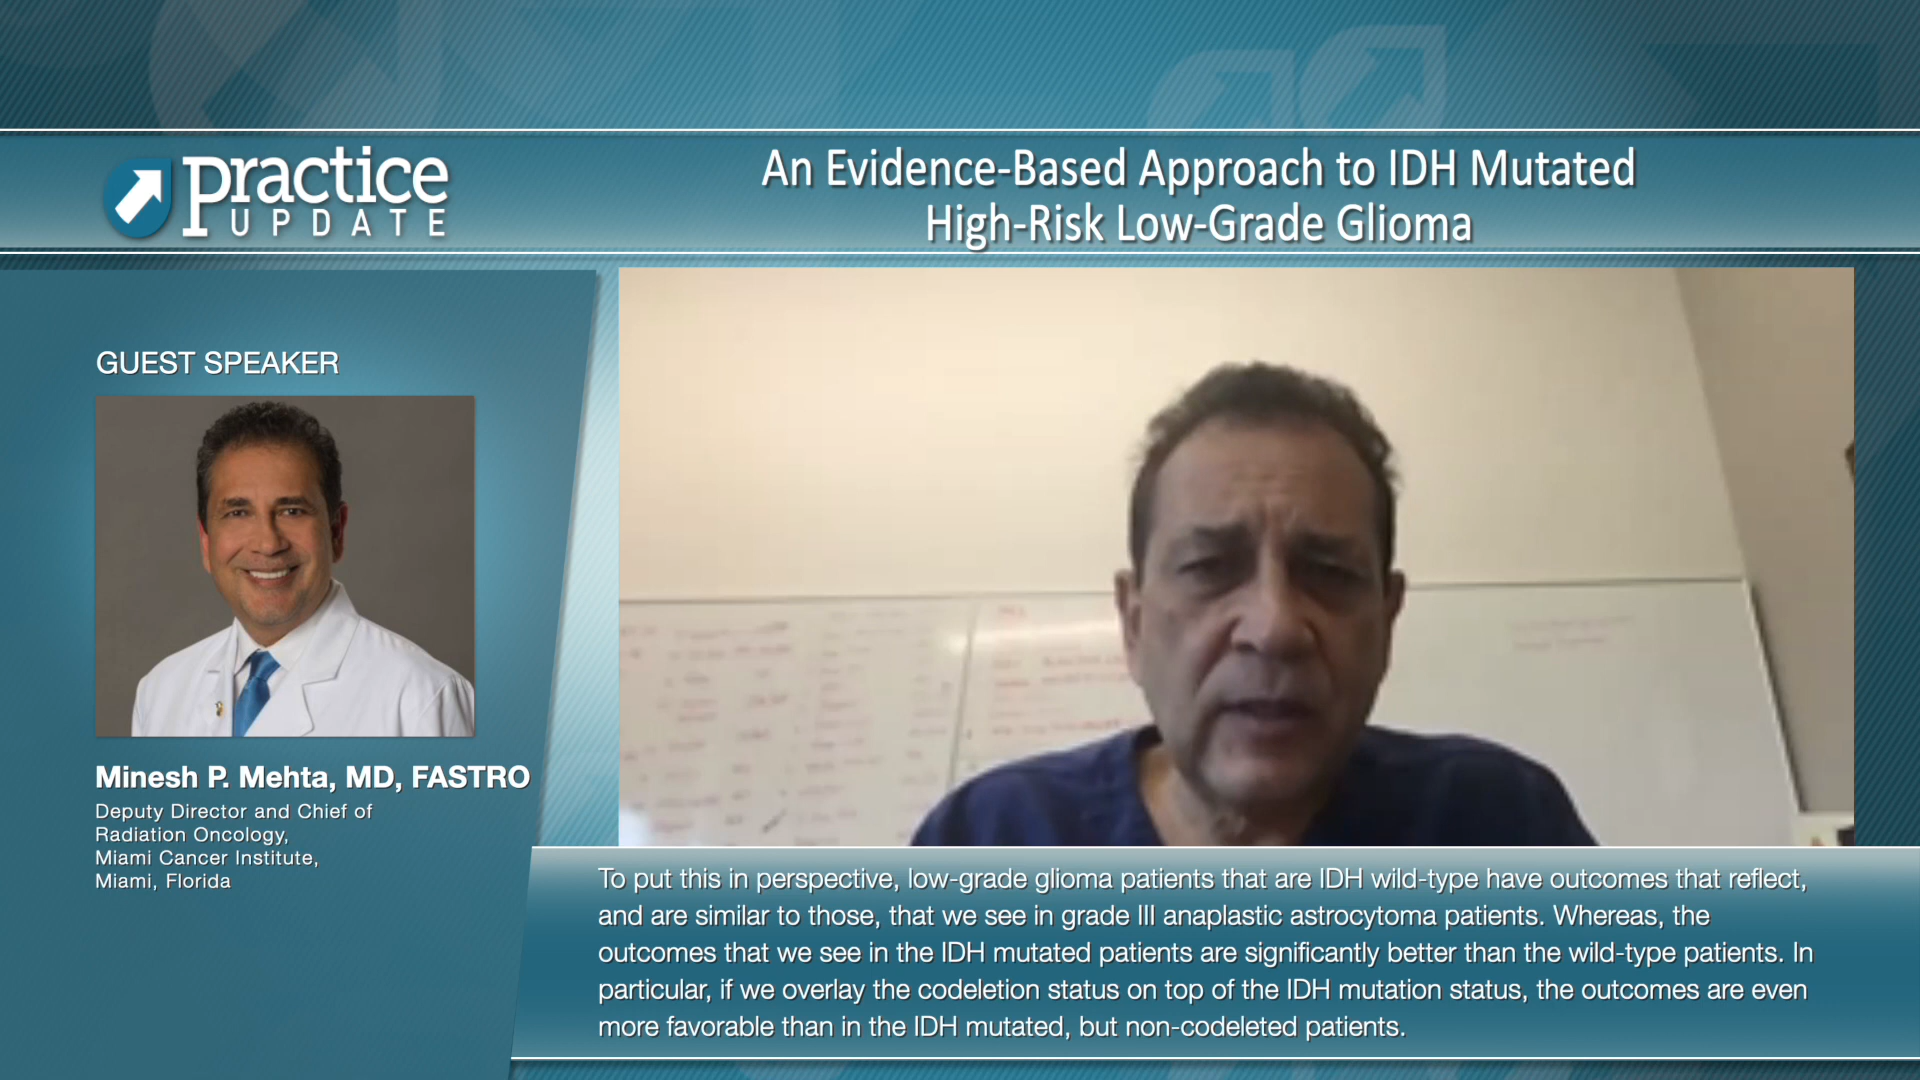 practice
UPDATE
An Evidence-Based Approach to IDH Mutated
High-Risk Low-Grade Glioma
GUEST SPEAKER
Minesh P. Mehta, MD, FASTRO
Deputy Director and Chief of
Radiation Oncology,
Miami Cancer Institute,
Miami, Florida
To put this in perspective, low-grade glioma patients that are IDH wild-type have outcomes that reflect,
and are similar to those, that we see in grade III anaplastic astrocytoma patients. Whereas, the
outcomes that we see in the IDH mutated patients are significantly better than the wild-type patients. In
particular, if we overlay the codeletion status on top of the IDH mutation status, the outcomes are even
more favorable than in the IDH mutated, but non-codeleted patients.